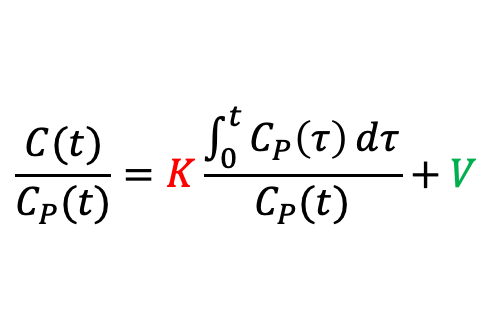 C(t)/C_P(t) = K ∫_0^t C_P(τ) dτ / C_P(t) + V